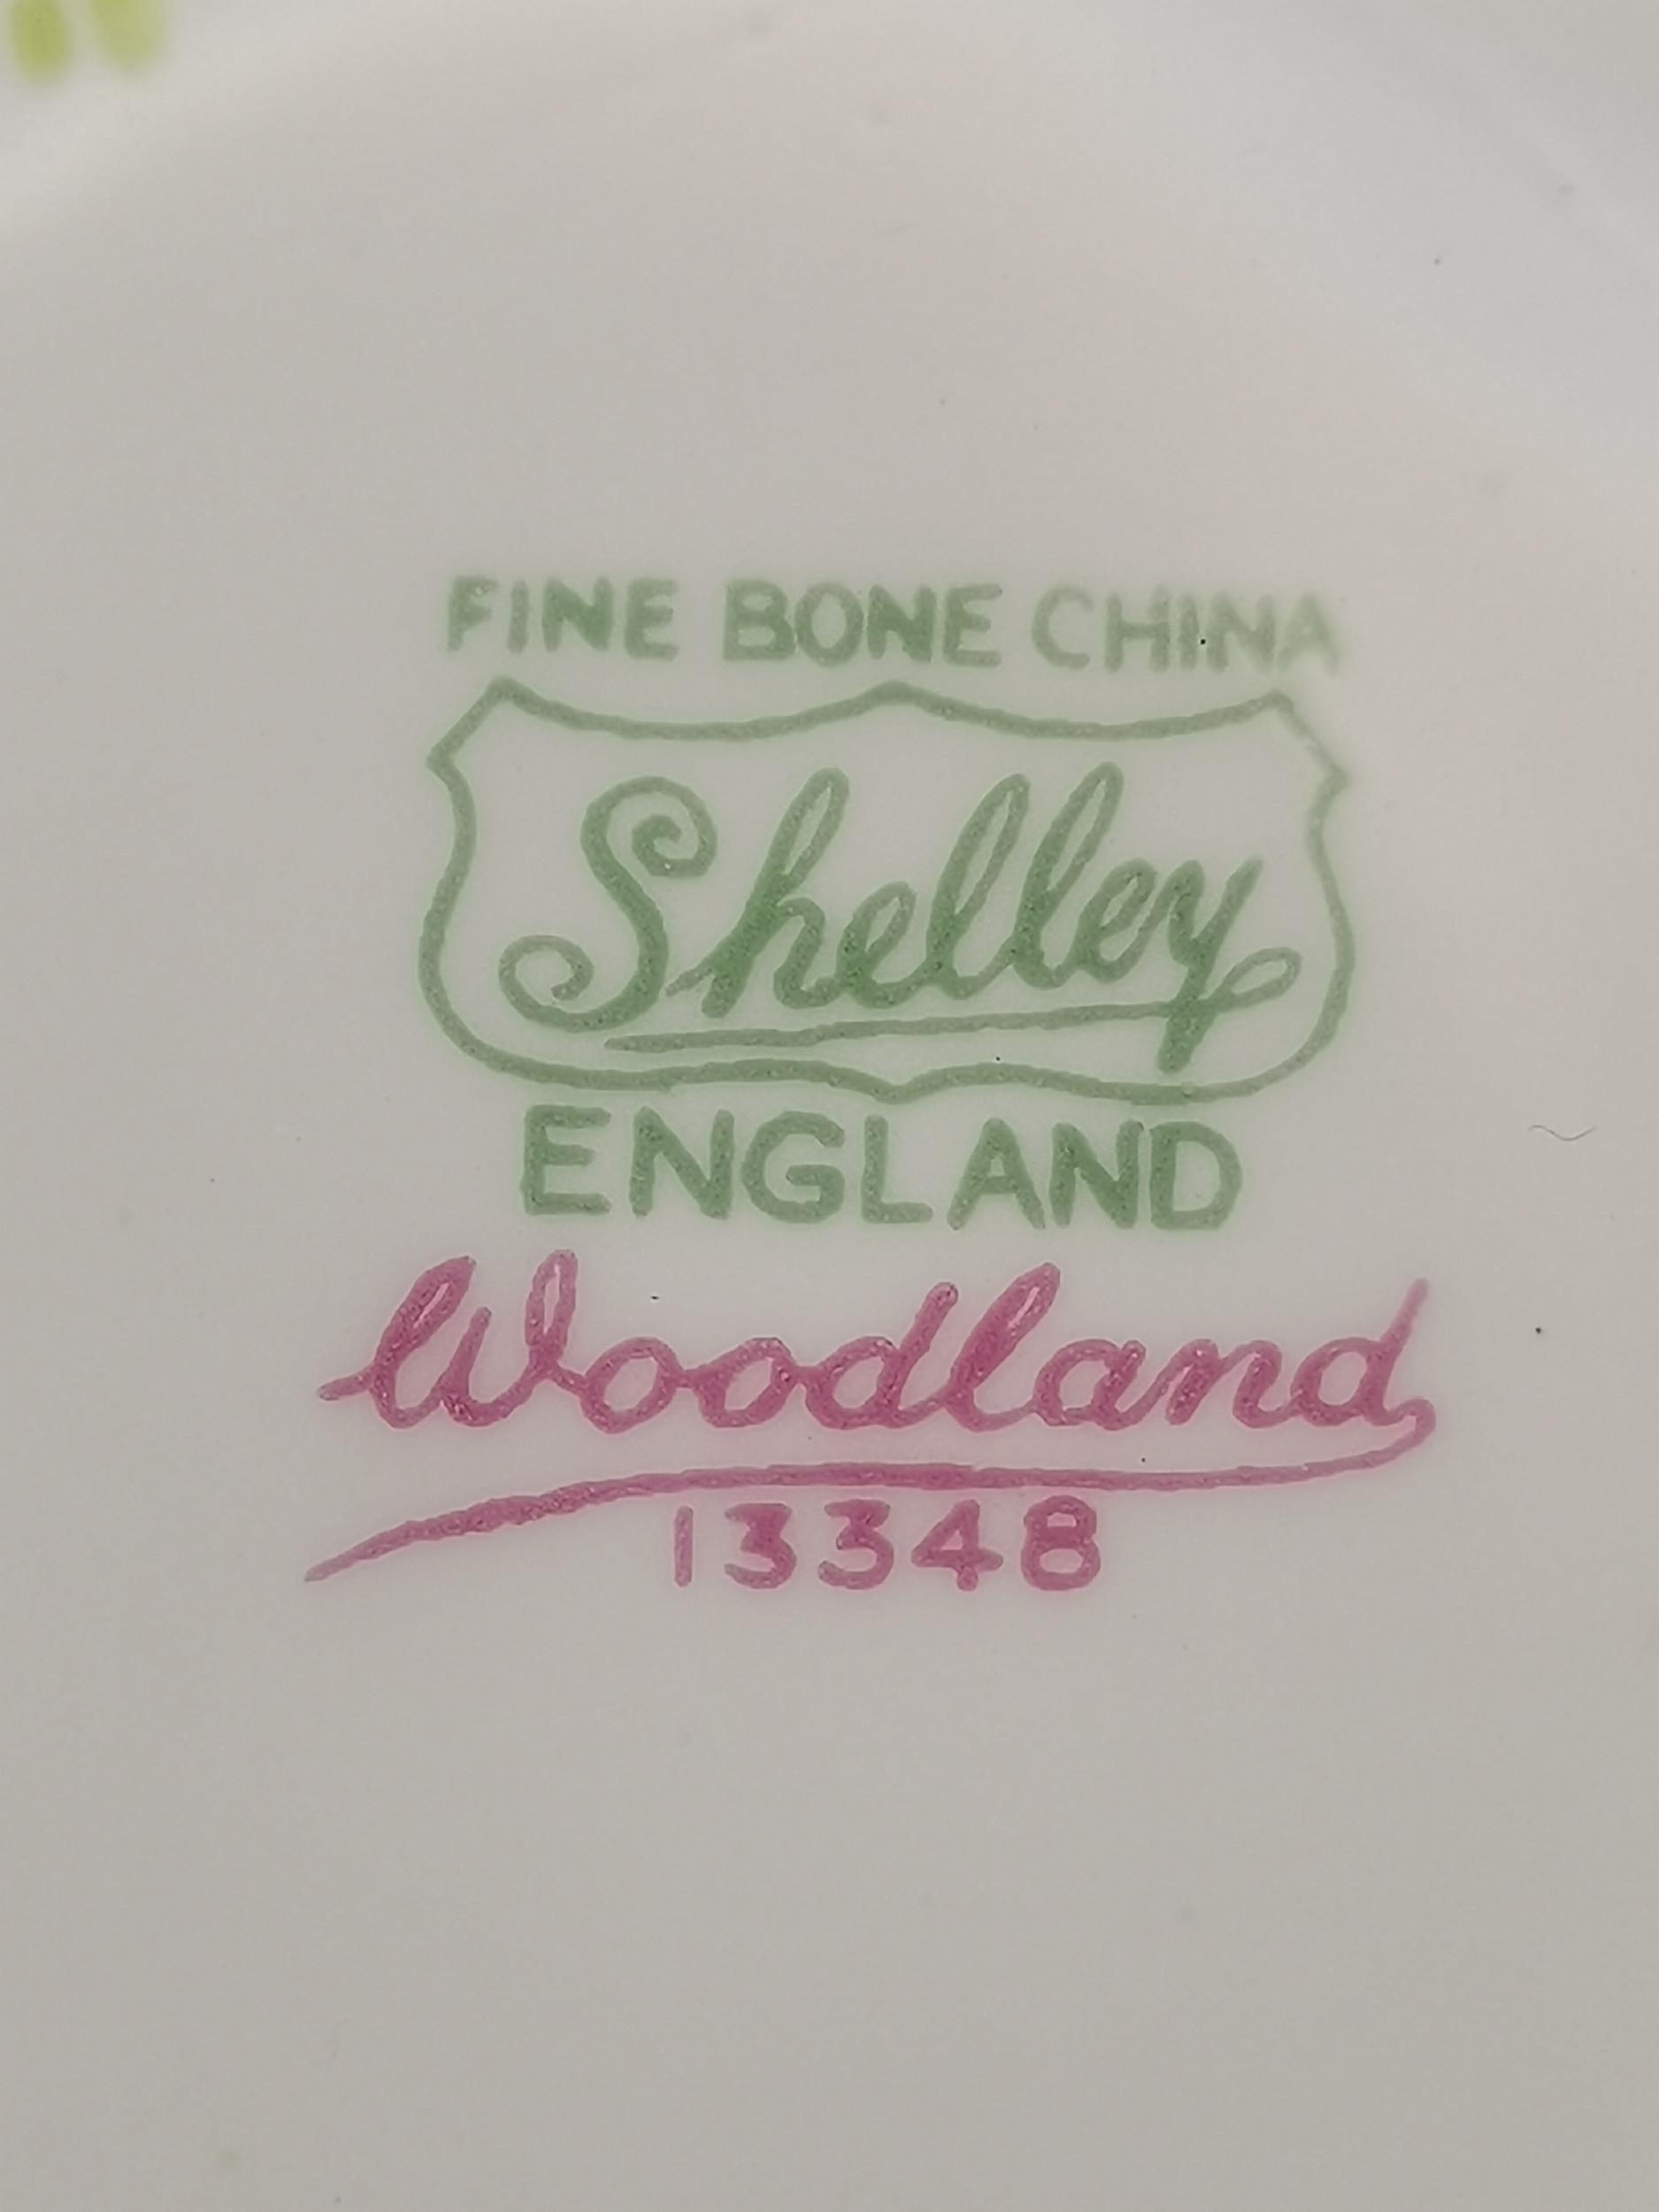 FINE BONE CHINA
Shelley
ENGLAND
Woodland
13348